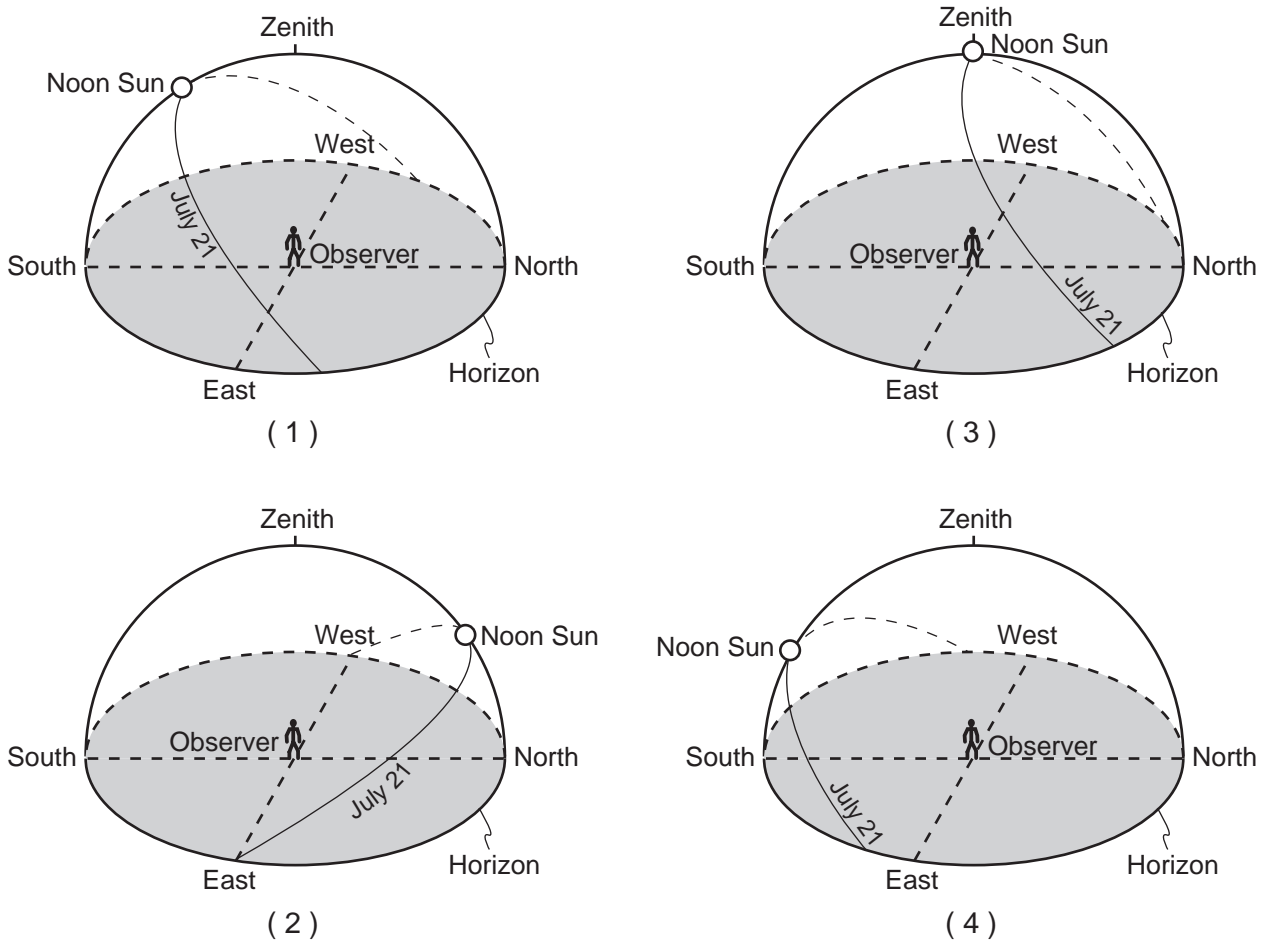 Zenith
Noon Sun
West
July 21
Observer
South
North
Horizon
East
( 1 )
Zenith
Noon Sun
West
Observer
South
North
July 21
Horizon
East
( 3 )
Zenith
West
Noon Sun
Observer
South
North
July 21
Horizon
East
( 2 )
Zenith
West
Noon Sun
Observer
South
North
July 21
Horizon
East
( 4 )